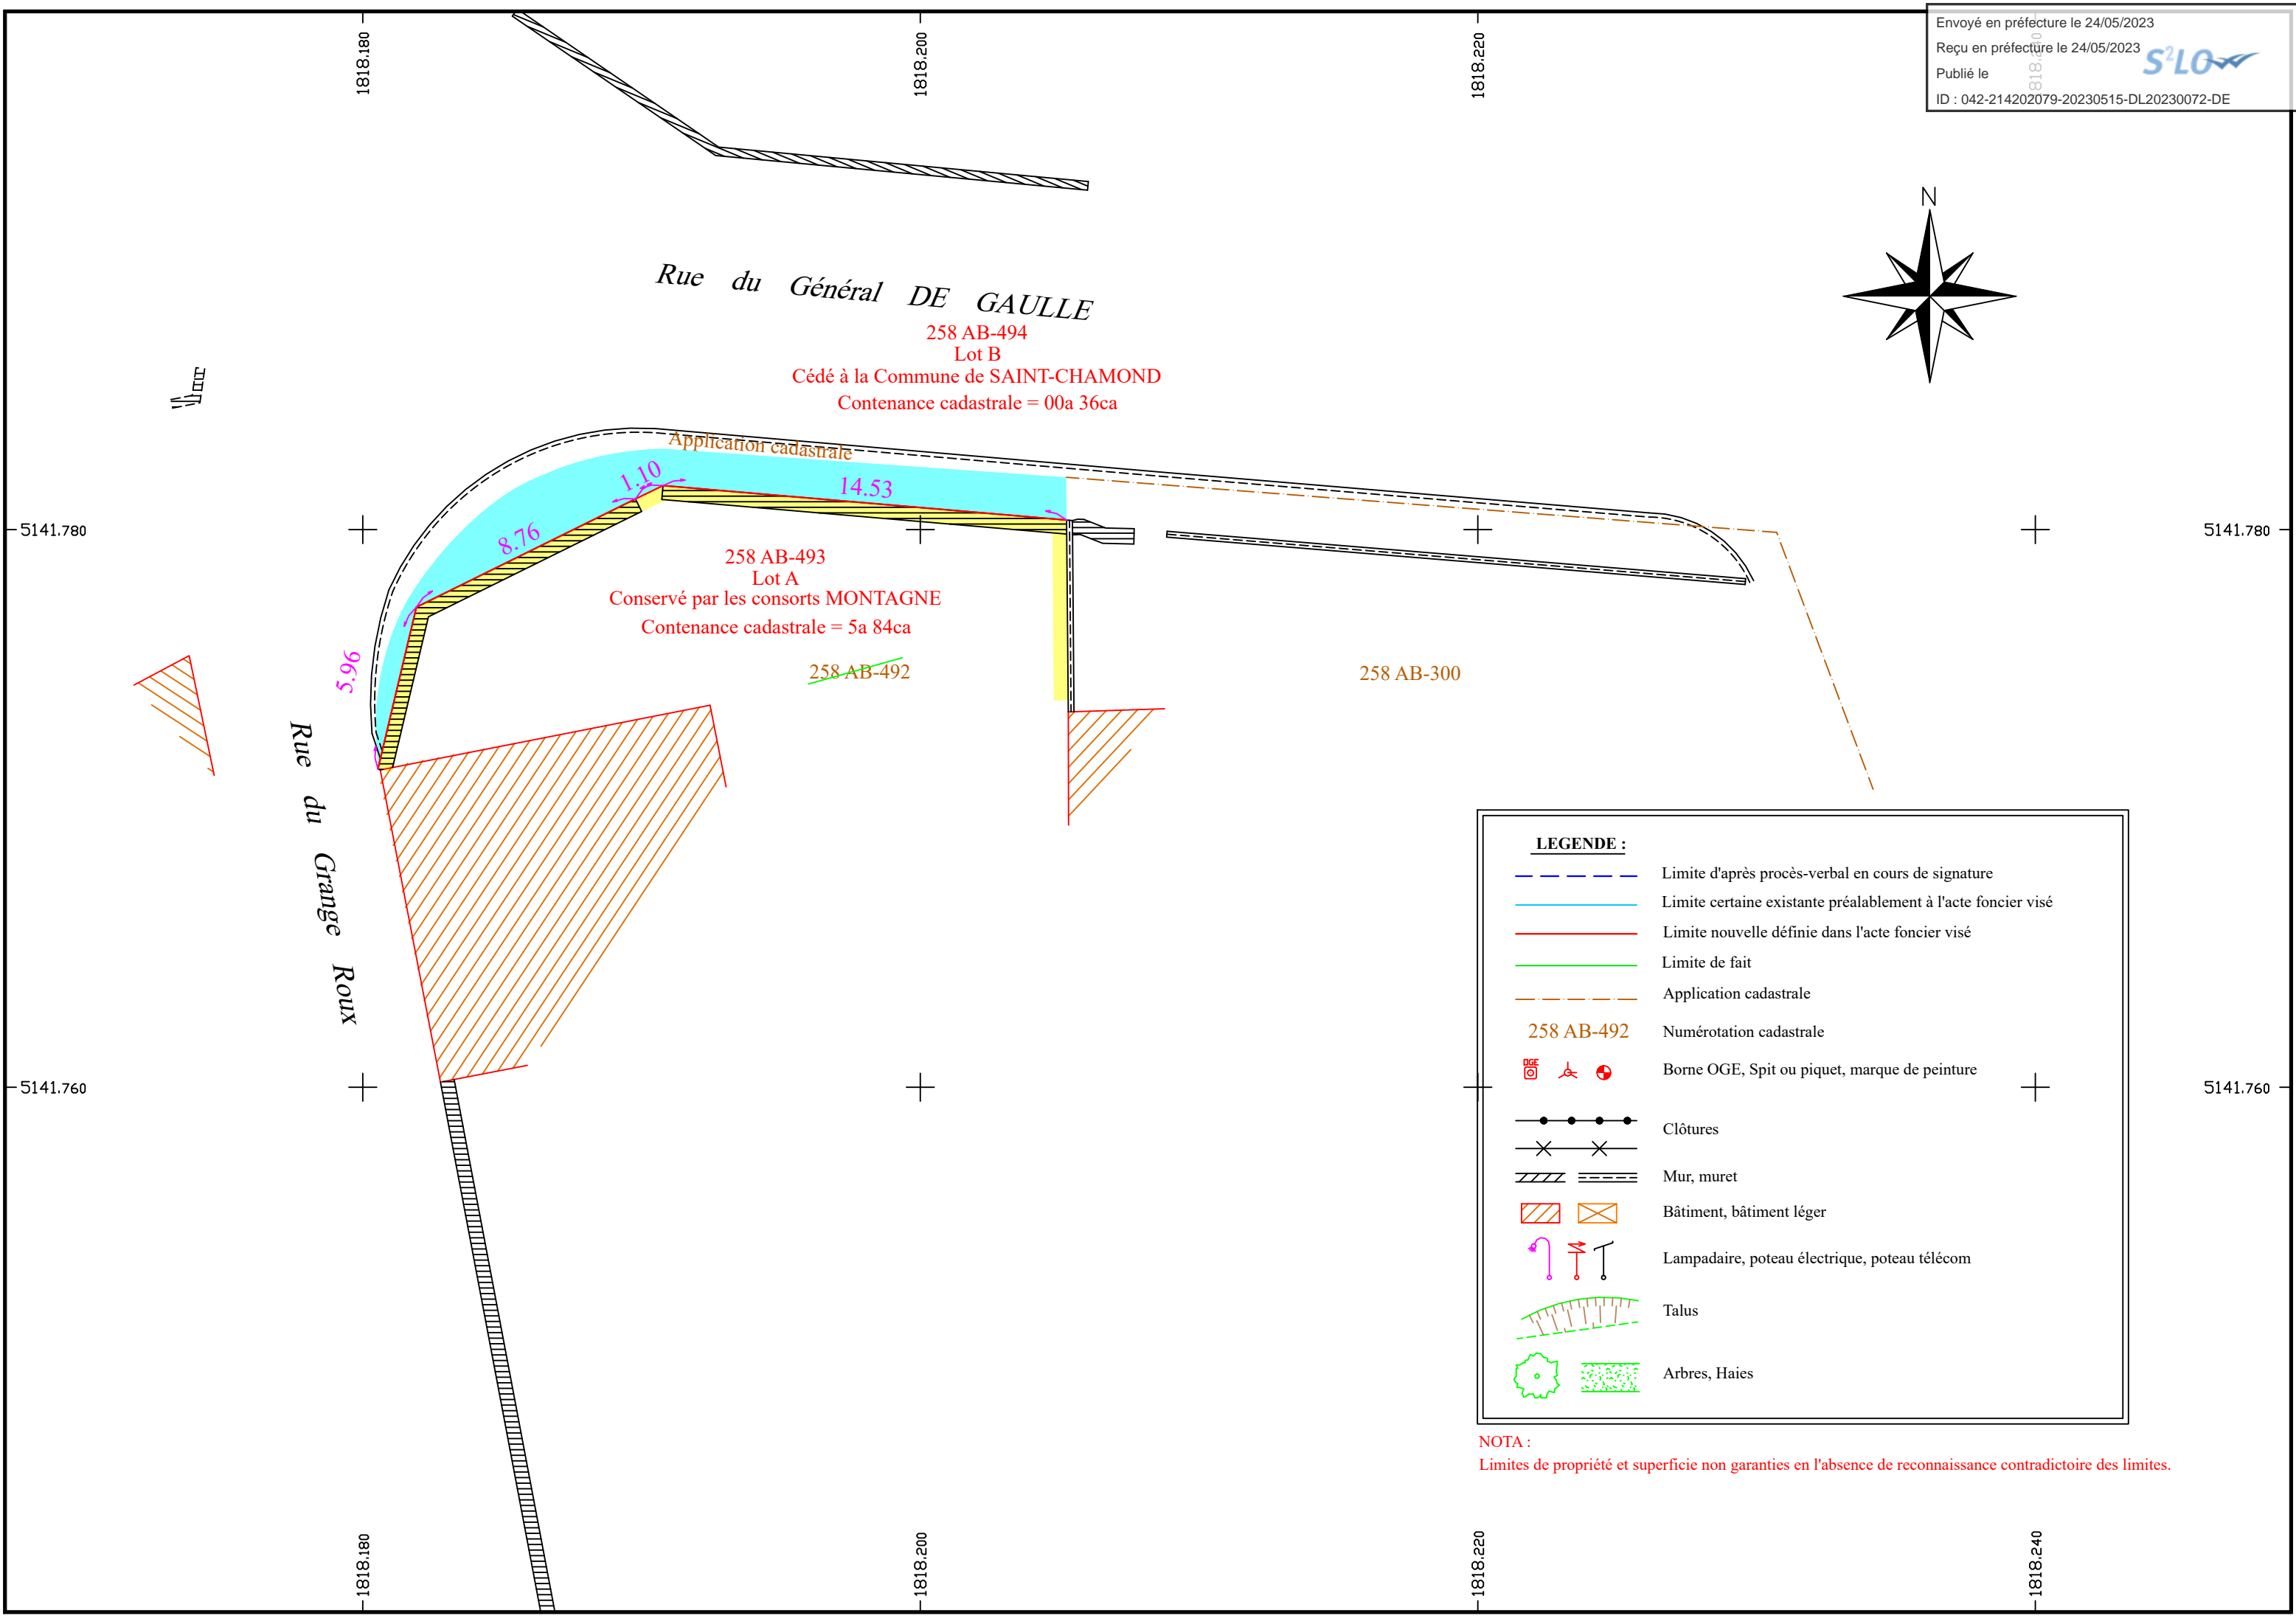 Envoyé en préfecture le 24/05/2023
Reçu en préfecture le 24/05/2023
Publié le
S²LO
ID : 042-214202079-20230515-DL20230072-DE
1818.180
1818.200
1818.220
1818.240
N
Rue du Général DE GAULLE
258 AB-494
Lot B
Cédé à la Commune de SAINT-CHAMOND
Contenance cadastrale = 00a 36ca
Application cadastrale
1.10
14.53
8.76
5.96
5141.780
5141.780
258 AB-493
Lot A
Conservé par les consorts MONTAGNE
Contenance cadastrale = 5a 84ca
258 AB-492
258 AB-300
Rue du Grange Roux
LEGENDE :
Limite d'après procès-verbal en cours de signature
Limite certaine existante préalablement à l'acte foncier visé
Limite nouvelle définie dans l'acte foncier visé
Limite de fait
Application cadastrale
258 AB-492 Numérotation cadastrale
OGE
Borne OGE, Spit ou piquet, marque de peinture
Clôtures
Mur, muret
Bâtiment, bâtiment léger
Lampadaire, poteau électrique, poteau télécom
Talus
Arbres, Haies
5141.760
5141.760
NOTA :
Limites de propriété et superficie non garanties en l'absence de reconnaissance contradictoire des limites.
1818.180
1818.200
1818.220
1818.240